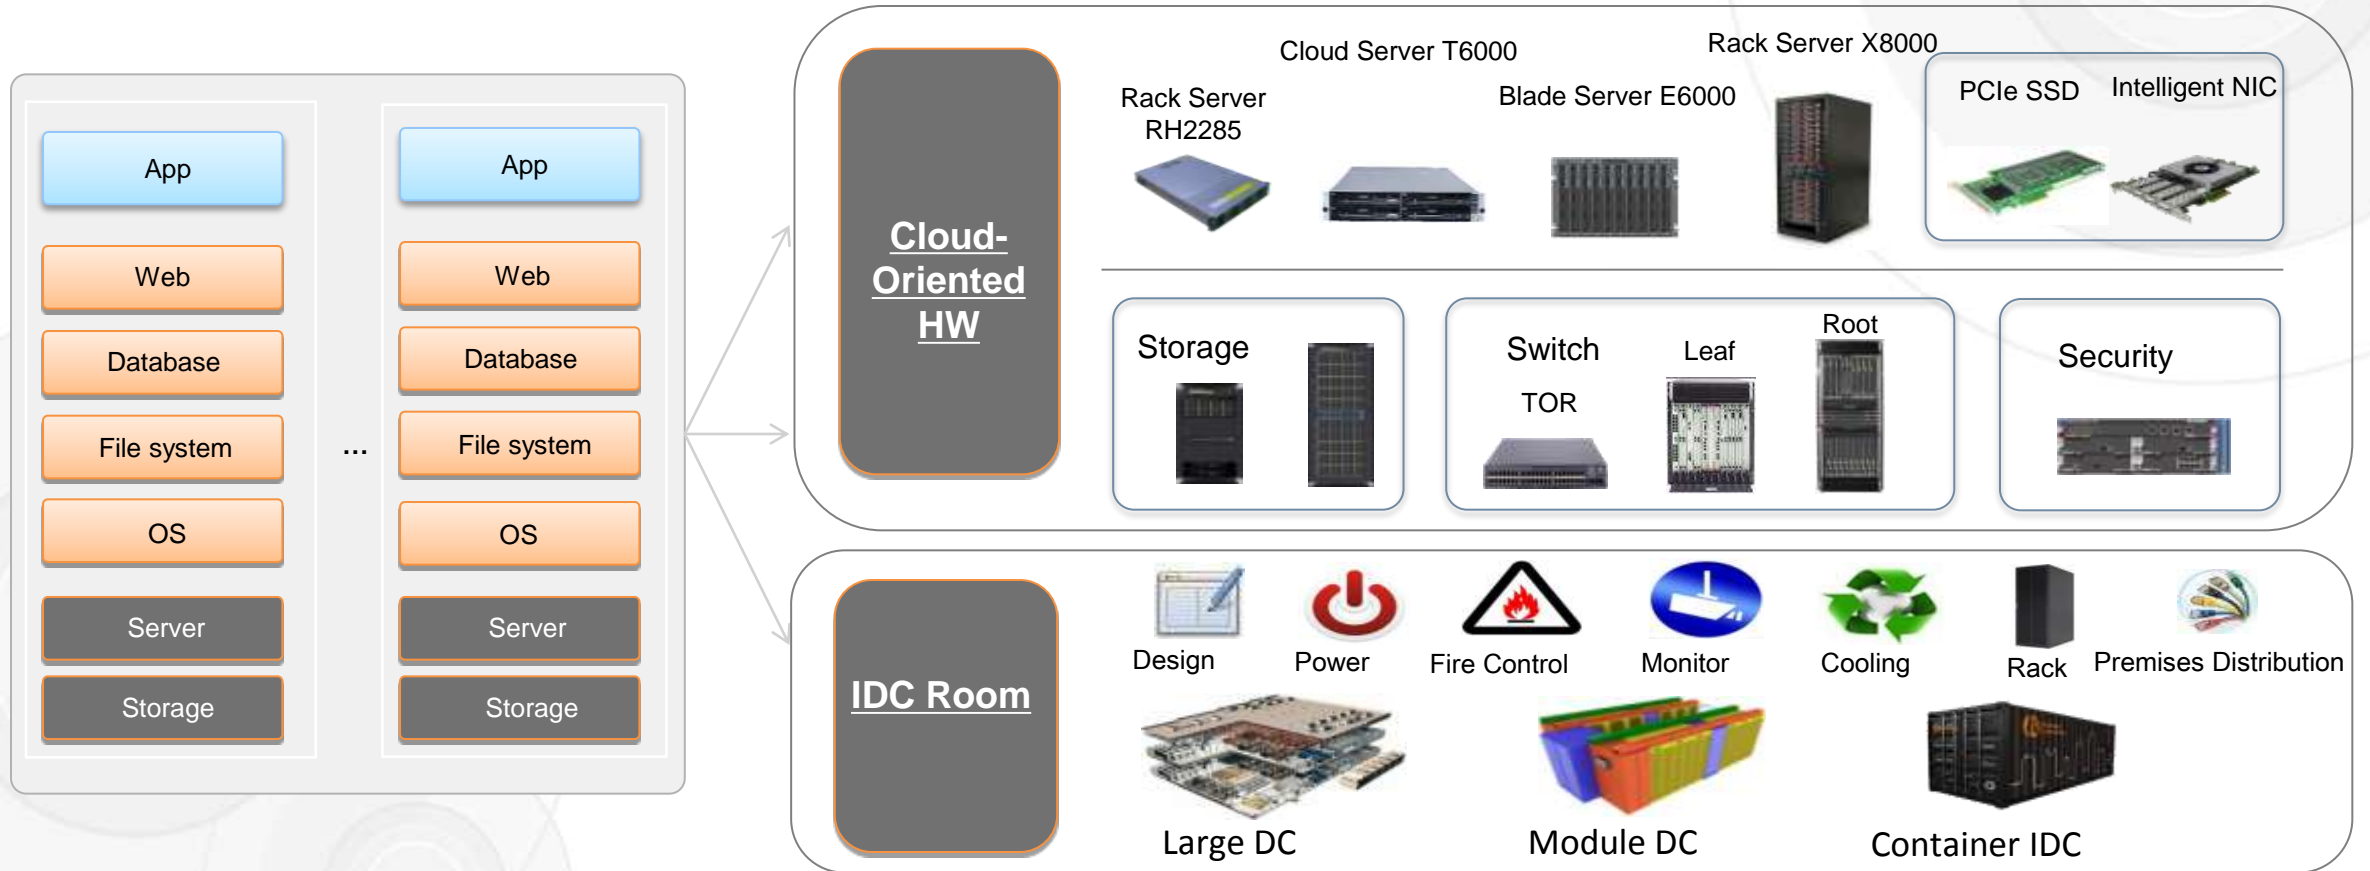 App
Web
Database
File system
OS
Server
Storage
...
App
Web
Database
File system
OS
Server
Storage
Cloud-
Oriented
HW
Rack Server
RH2285
Cloud Server T6000
Blade Server E6000
Rack Server X8000
PCIe SSD
Intelligent NIC
Storage
Switch
TOR
Leaf
Root
Security
IDC Room
Design
Power
Fire Control
Monitor
Cooling
Rack
Premises Distribution
Large DC
Module DC
Container IDC